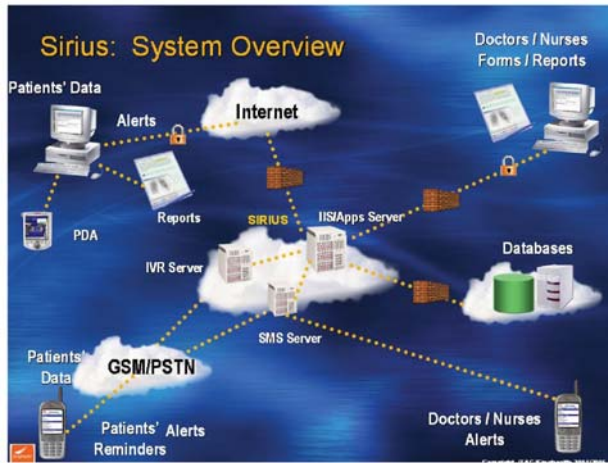 Sirius: System Overview
Doctors / Nurses
Forms / Reports
Patients' Data
Alerts
Internet
Reports
PDA
SIRIUS
IIS/Apps Server
IVR Server
Databases
SMS Server
Patients'
Data
GSM/PSTN
Patients' Alerts
Reminders
Doctors / Nurses
Alerts